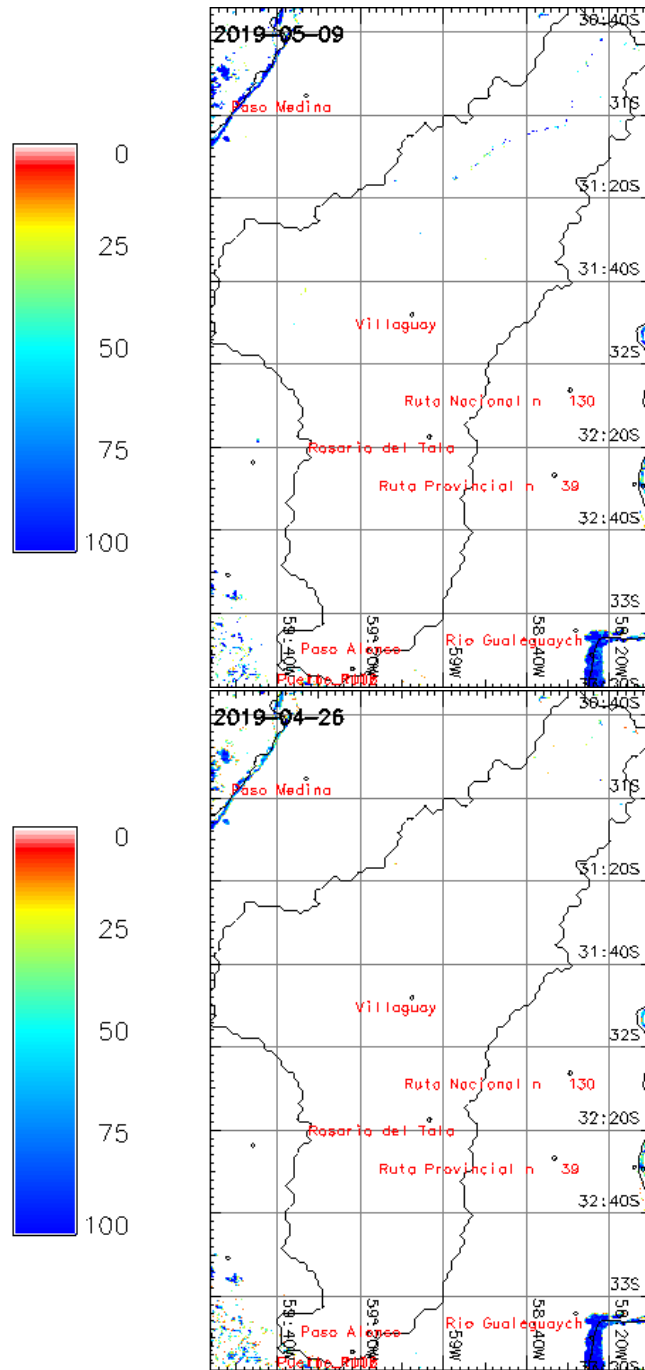 2019-05-09
30:40S
Paso Medina
31S
0
31:20S
25
31:40S
Villaguay
50
32S
Ruta Nacional n 130
75
32:20S
Rosario del Tala
Ruta Provincial n 39
100
32:40S
33S
59:40W
59:20W
59W
58:40W
58:20W
Rio Gualeguaych
Paso Alonso
2019-04-26
30:40S
Paso Medina
31S
0
31:20S
25
31:40S
Villaguay
50
32S
Ruta Nacional n 130
75
32:20S
Rosario del Tala
Ruta Provincial n 39
100
32:40S
33S
59:40W
59:20W
59W
58:40W
58:20W
Rio Gualeguaych
Paso Alonso